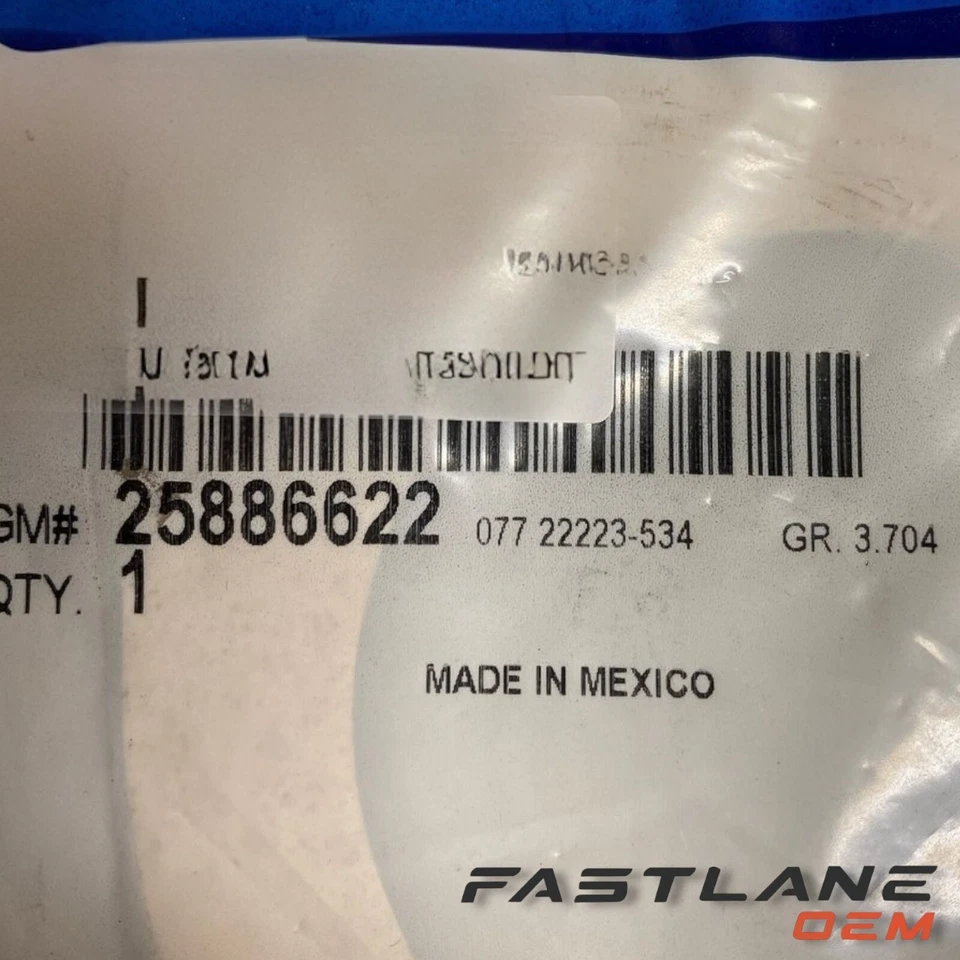 GM# 25886622 077 22223-534 GR. 3.704
QTY. 1
MADE IN MEXICO
FASTLANE
OEM